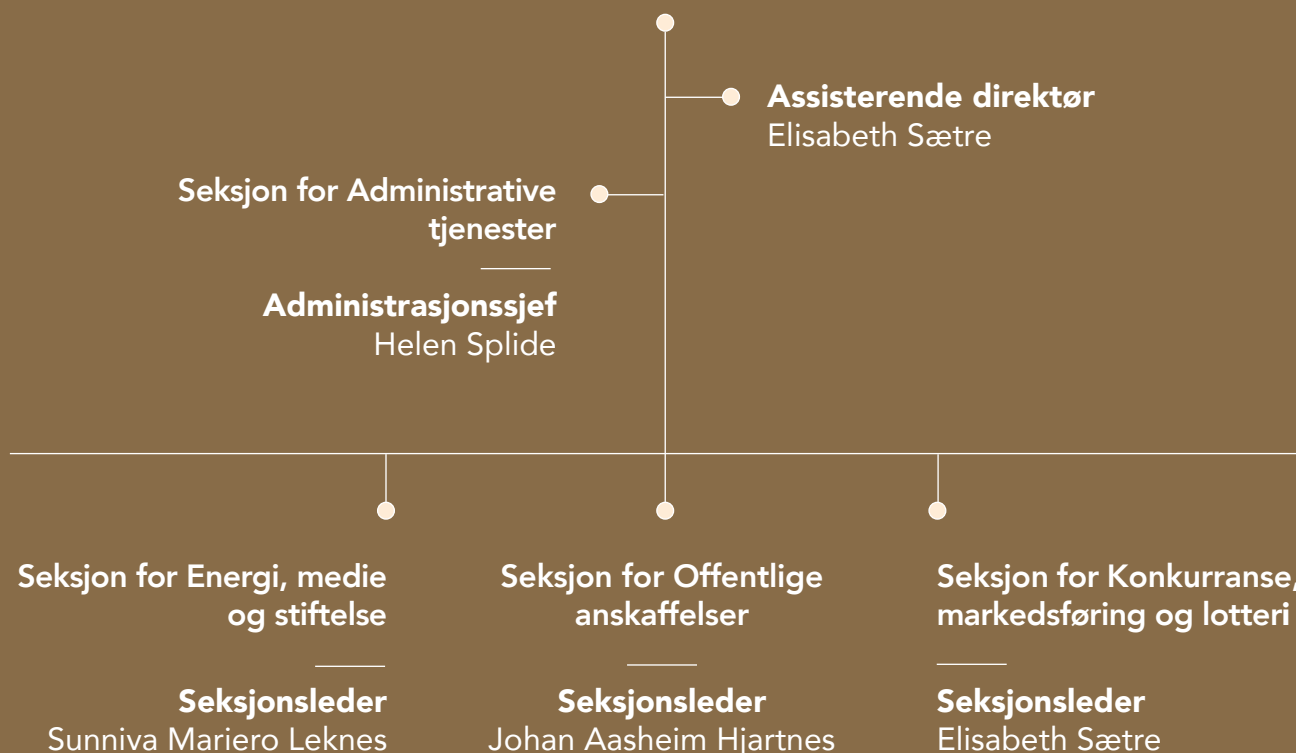 Assisterende direktør
Elisabeth Sætre
Seksjon for Administrative
tjenester
Administrasjonssjef
Helen Splide
Seksjon for Energi, medie
og stiftelse
Seksjonsleder
Sunniva Mariero Leknes
Seksjon for Offentlige
anskaffelser
Seksjonsleder
Johan Aasheim Hjartnes
Seksjon for Konkurranse,
markedsføring og lotteri
Seksjonsleder
Elisabeth Sætre